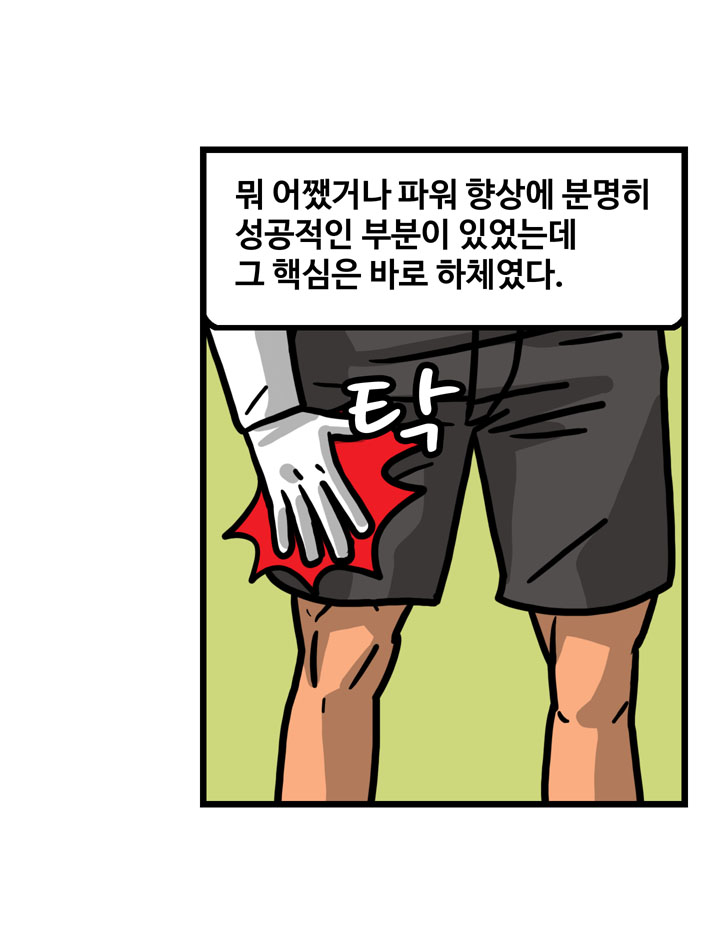 뭐 어쨌거나 파워 향상에 분명히
성공적인 부분이 있었는데
그 핵심은 바로 하체였다.
탁